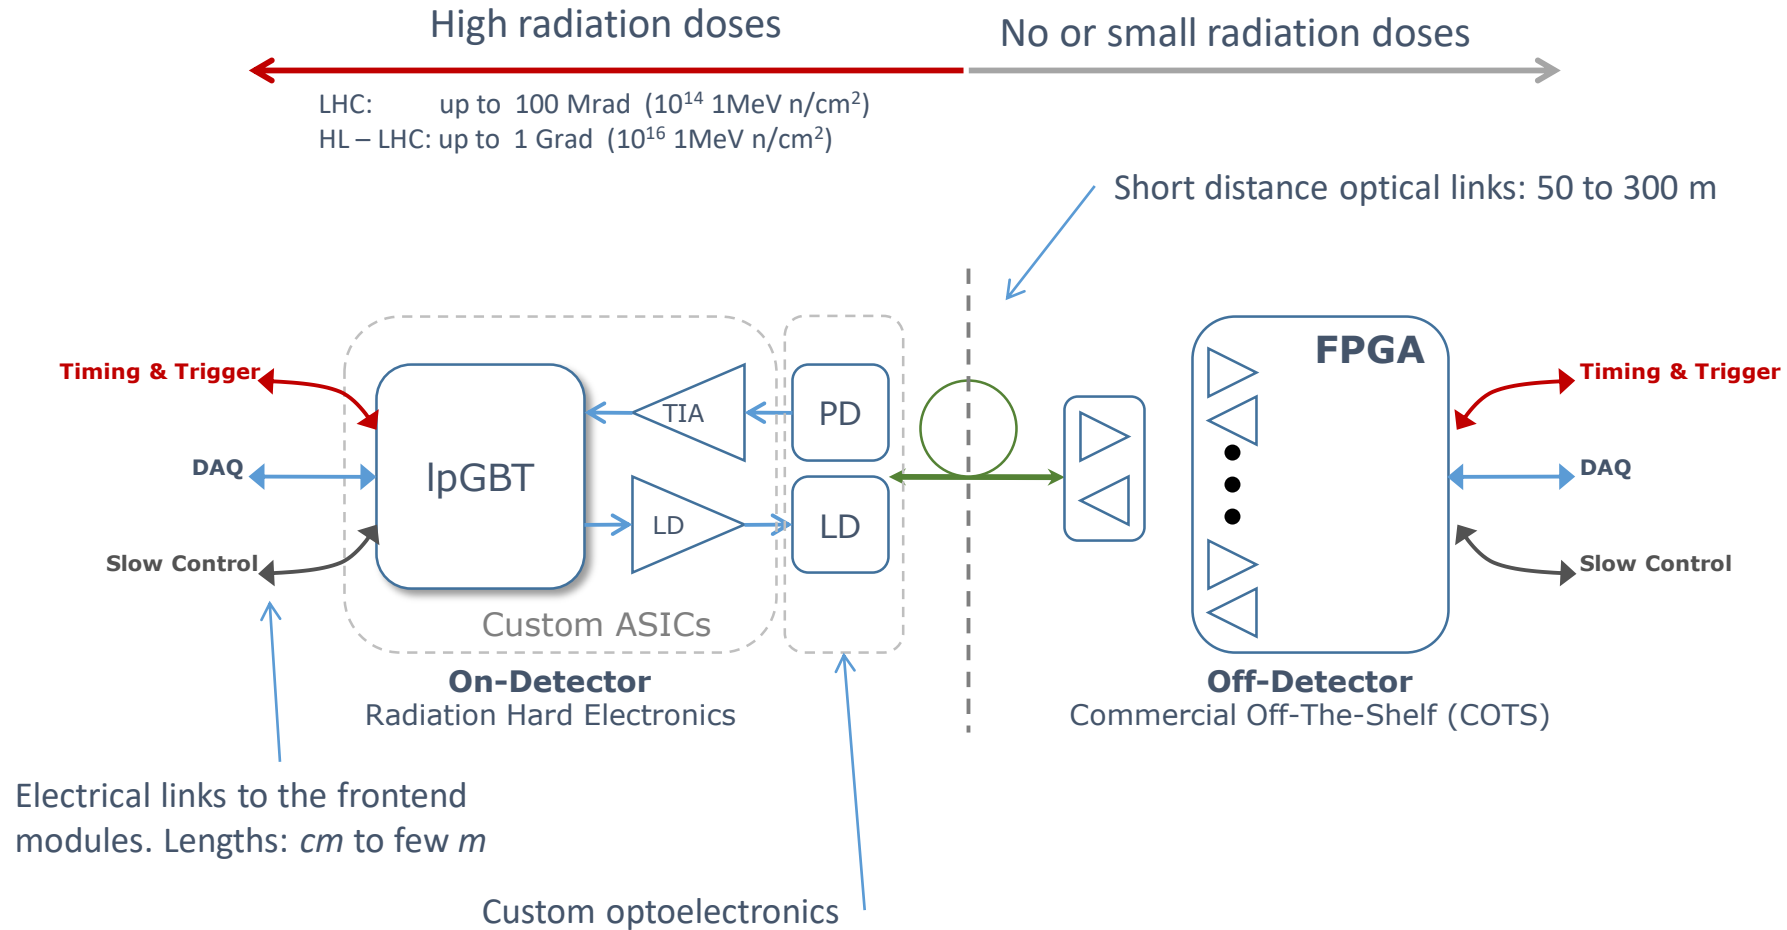 High radiation doses
No or small radiation doses
LHC: up to 100 Mrad (10¹⁴ 1MeV n/cm²)
HL – LHC: up to 1 Grad (10¹⁶ 1MeV n/cm²)
Short distance optical links: 50 to 300 m
FPGA
Timing & Trigger
Timing & Trigger
TIA
PD
DAQ
lpGBT
DAQ
LD
LD
Slow Control
Slow Control
Custom ASICs
On-Detector
Radiation Hard Electronics
Off-Detector
Commercial Off-The-Shelf (COTS)
Electrical links to the frontend
modules. Lengths: cm to few m
Custom optoelectronics